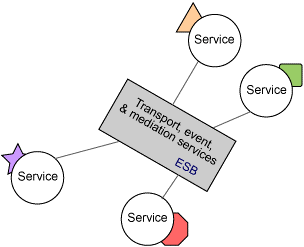 Service
Service
Transport, event,
& mediation services
ESB
Service
Service